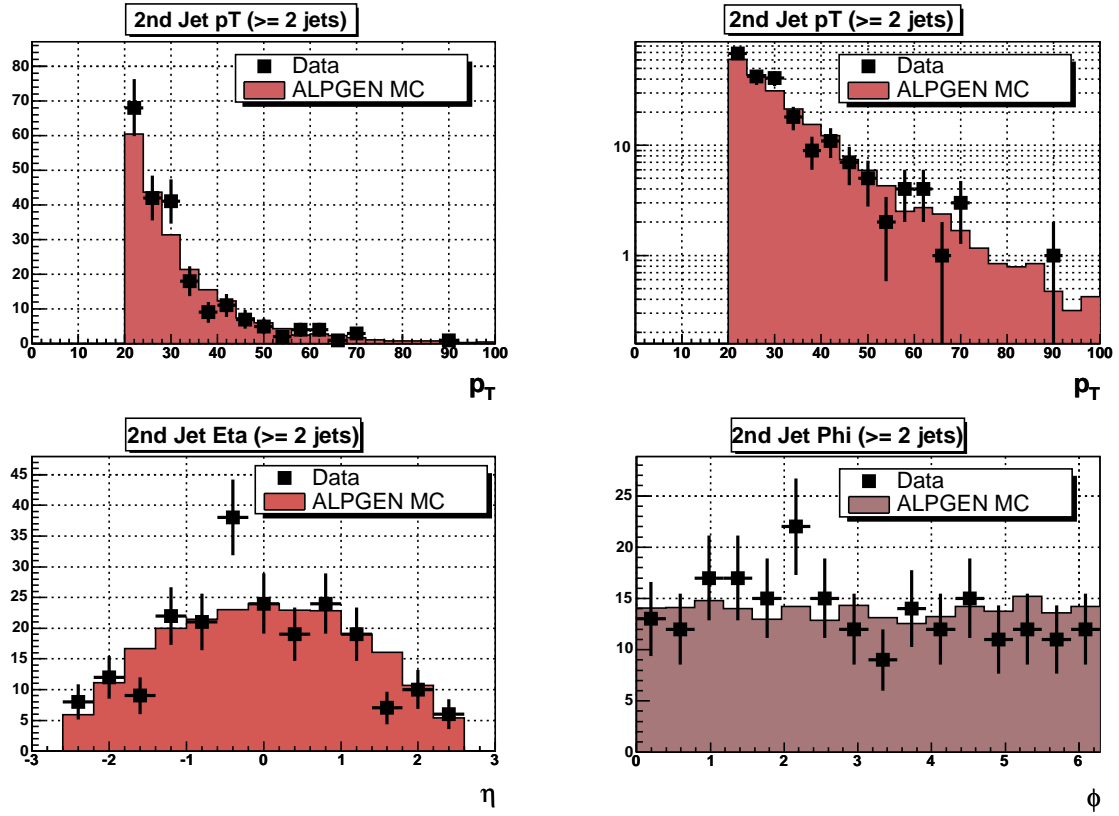 2nd Jet pT (>= 2 jets)
Data
ALPGEN MC
80
70
60
50
40
30
20
10
0
0 10 20 30 40 50 60 70 80 90 100
p_T
2nd Jet pT (>= 2 jets)
Data
ALPGEN MC
10
1
0 10 20 30 40 50 60 70 80 90 100
p_T
2nd Jet Eta (>= 2 jets)
Data
ALPGEN MC
45
40
35
30
25
20
15
10
5
0
-3 -2 -1 0 1 2 3
η
2nd Jet Phi (>= 2 jets)
Data
ALPGEN MC
25
20
15
10
5
0
0 1 2 3 4 5 6
ϕ